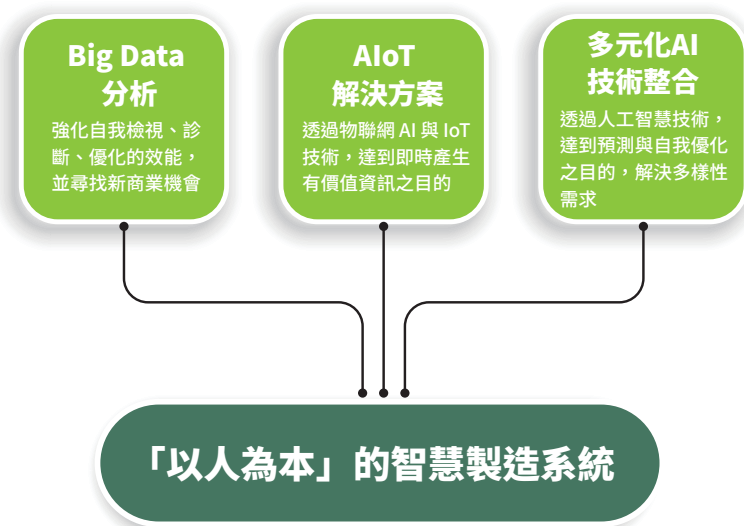 Big Data
分析
強化自我檢視、診
斷、優化的效能，
並尋找新商業機會
AIoT
解決方案
透過物聯網 AI 與 IoT
技術，達到即時產生
有價值資訊之目的
多元化AI
技術整合
透過人工智慧技術，
達到預測與自我優化
之目的，解決多樣性
需求
「以人為本」的智慧製造系統